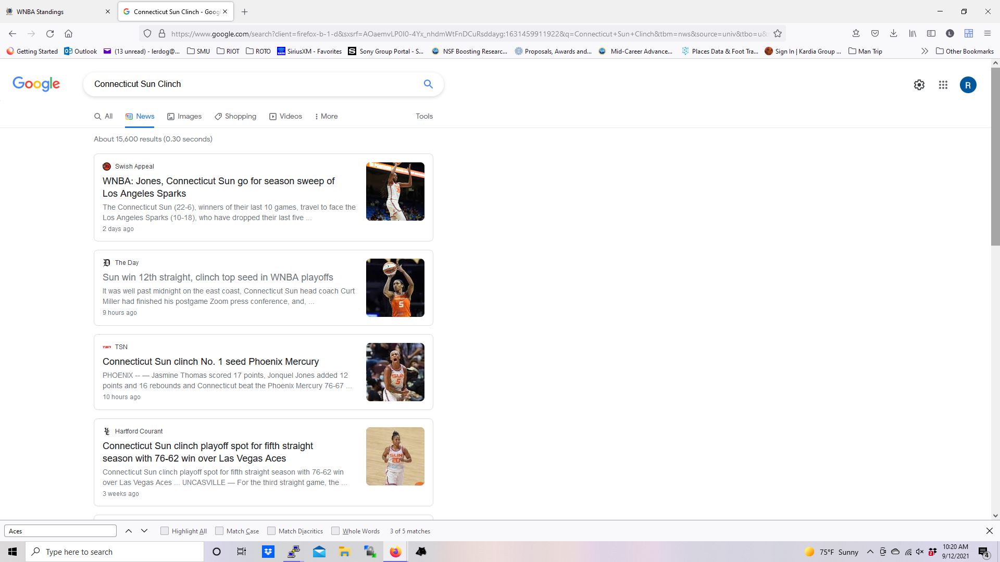 WNBA Standings
Connecticut Sun Clinch - Goog
https://www.google.com/search?client=firefox-b-1-d&sxsrf=AOaemvLP0I0-4Yx_nhdmWtFnDCuRsddayg:1631459911922&q=Connecticut+Sun+Clinch&tbm=nws&source=univ&tbo=u&
L
Getting Started
Outlook
(13 unread) - lerdog@...
SMU
RIOT
ROTO
SiriusXM - Favorites
Sony Group Portal - S...
NSF Boosting Researc...
Proposals, Awards and...
Mid-Career Advance...
Places Data & Foot Tra...
Sign In | Kardia Group ...
Man Trip
Other Bookmarks
Google
Connecticut Sun Clinch
R
All
News
Images
Shopping
Videos
More
Tools
About 15,600 results (0.30 seconds)
Swish Appeal
WNBA: Jones, Connecticut Sun go for season sweep of
Los Angeles Sparks
The Connecticut Sun (22-6), winners of their last 10 games, travel to face the
Los Angeles Sparks (10-18), who have dropped their last five ...
2 days ago
The Day
Sun win 12th straight, clinch top seed in WNBA playoffs
It was well past midnight on the east coast, Connecticut Sun head coach Curt
Miller had finished his postgame Zoom press conference, and, ...
9 hours ago
5
TSN
Connecticut Sun clinch No. 1 seed Phoenix Mercury
PHOENIX -- — Jasmine Thomas scored 17 points, Jonquel Jones added 12
points and 16 rebounds and Connecticut beat the Phoenix Mercury 76-67 ...
10 hours ago
SUN
5
Hartford Courant
Connecticut Sun clinch playoff spot for fifth straight
season with 76-62 win over Las Vegas Aces
Connecticut Sun clinch playoff spot for fifth straight season with 76-62 win
over Las Vegas Aces ... UNCASVILLE — For the third straight game, the ...
3 weeks ago
SUN
20
Aces
Highlight All
Match Case
Match Diacritics
Whole Words
3 of 5 matches
Type here to search
75°F Sunny
2
10:20 AM
9/12/2021
4